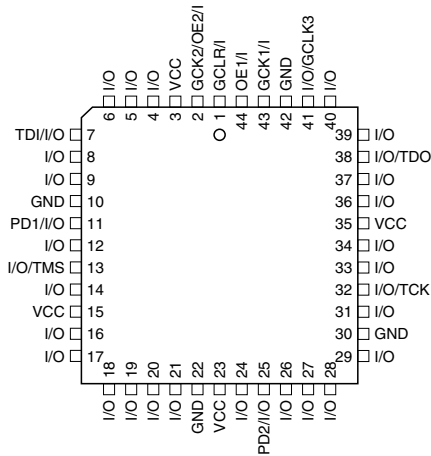 I/O
I/O
I/O
VCC
GCK2/OE2/I
GCLR/I
OE1/I
GCK1/I
GND
I/O/GCLK3
I/O
6
5
4
3
2
1
44
43
42
41
40
TDI/I/O 7
I/O 8
I/O 9
GND 10
PD1/I/O 11
I/O 12
I/O/TMS 13
I/O 14
VCC 15
I/O 16
I/O 17
39 I/O
38 I/O/TDO
37 I/O
36 I/O
35 VCC
34 I/O
33 I/O
32 I/O/TCK
31 I/O
30 GND
29 I/O
18
19
20
21
22
23
24
25
26
27
28
I/O
I/O
I/O
I/O
GND
VCC
I/O
PD2/I/O
I/O
I/O
I/O